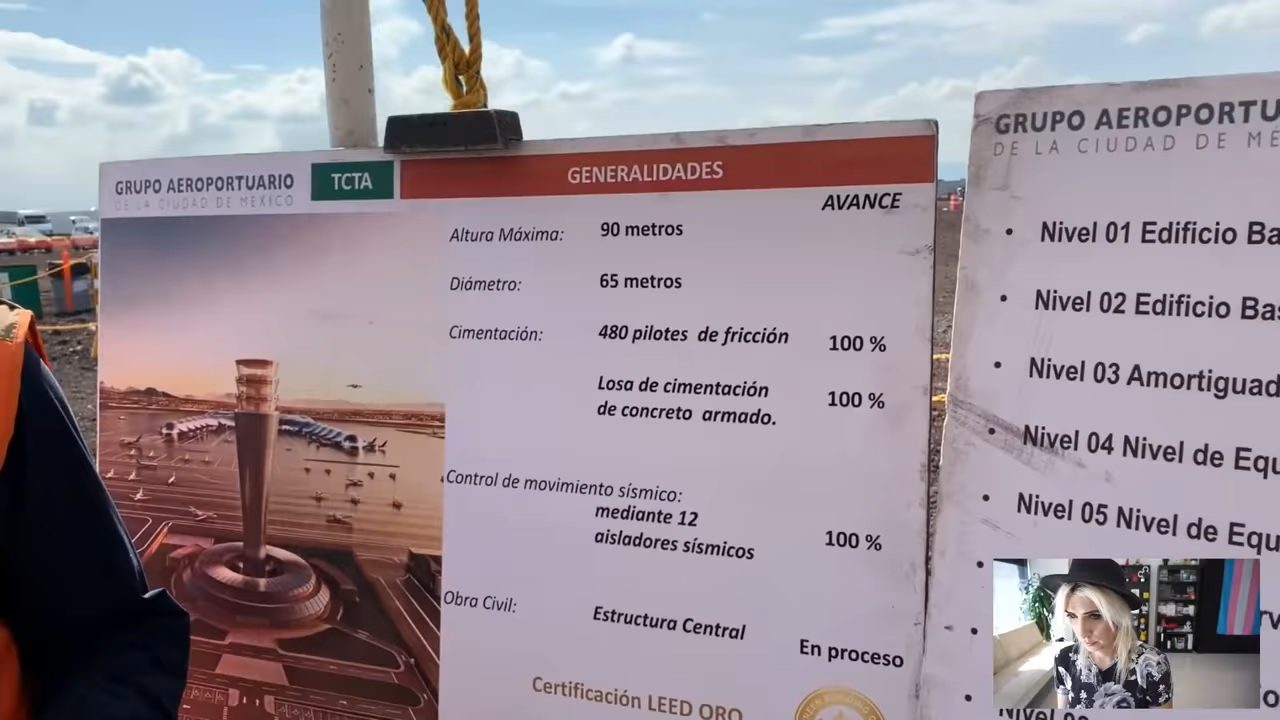 GRUPO AEROPORTUARIO
DE LA CIUDAD DE MÉXICO
TCTA
GENERALIDADES
AVANCE
Altura Máxima: 90 metros
Diámetro: 65 metros
Cimentación: 480 pilotes de fricción 100 %
Losa de cimentación
de concreto armado. 100 %
Control de movimiento sísmico:
mediante 12
aisladores sísmicos 100 %
Obra Civil: Estructura Central En proceso
Certificación LEED ORO
GRUPO AEROPORTU
DE LA CIUDAD DE MÉ
• Nivel 01 Edificio Ba
• Nivel 02 Edificio Bas
• Nivel 03 Amortiguad
• Nivel 04 Nivel de Equ
• Nivel 05 Nivel de Equ